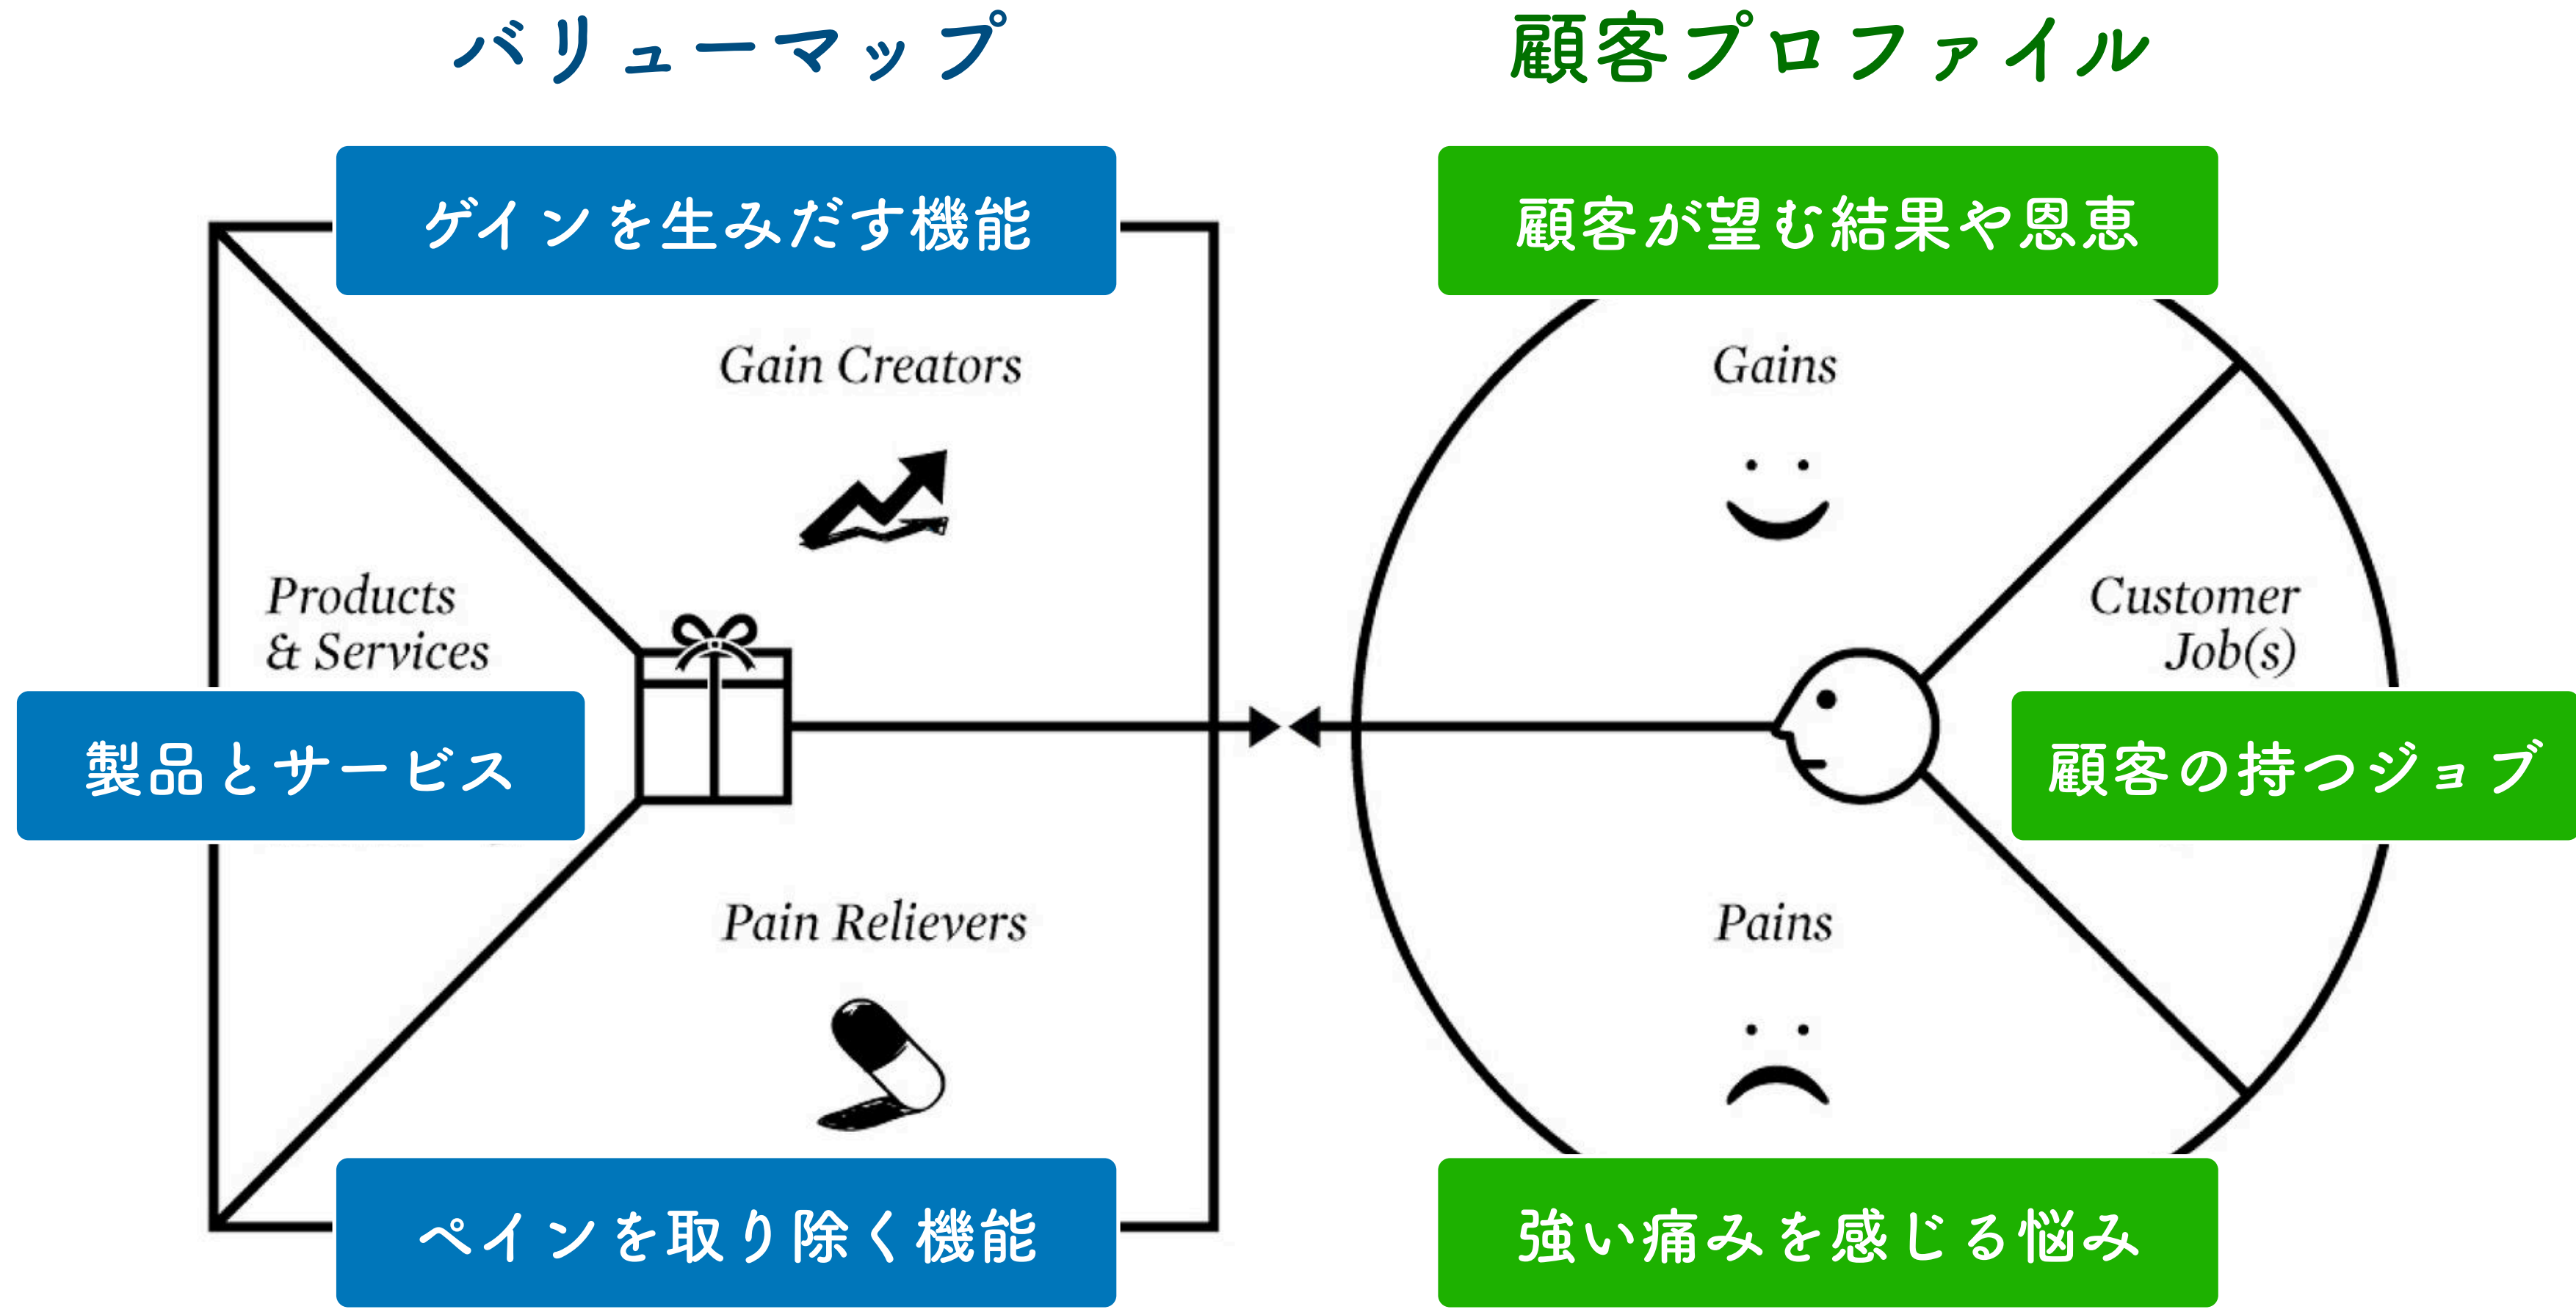 バリューマップ
顧客プロファイル
ゲインを生みだす機能
顧客が望む結果や恩恵
Gain Creators
Gains
Products
& Services
Customer
Job(s)
製品とサービス
顧客の持つジョブ
Pain Relievers
Pains
ペインを取り除く機能
強い痛みを感じる悩み